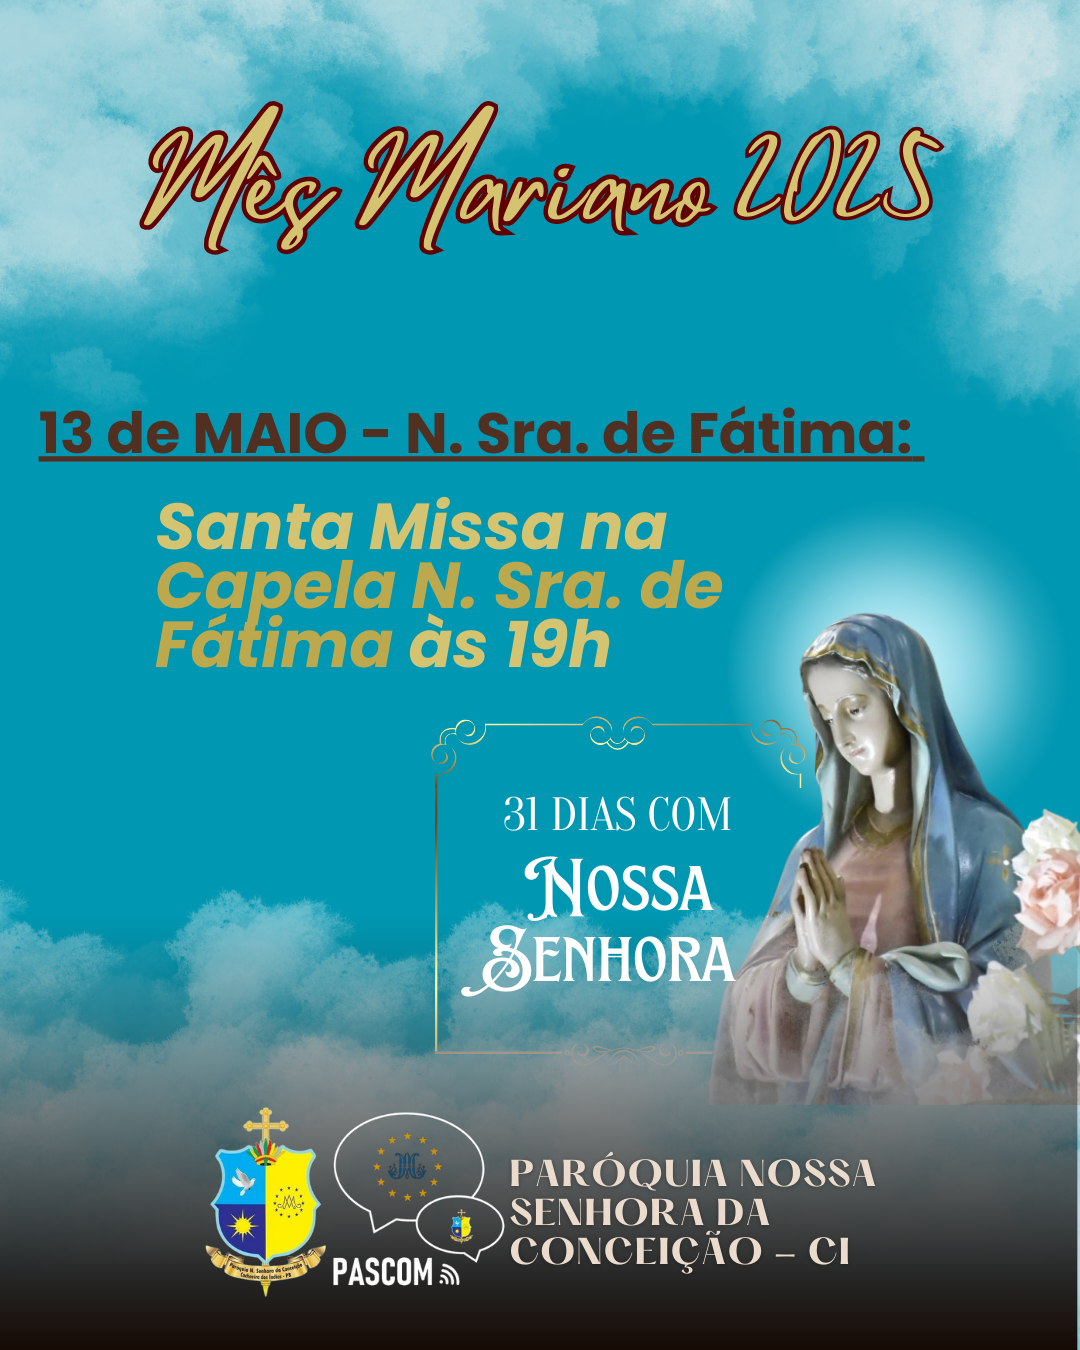 Mês Mariano 2025
13 de MAIO - N. Sra. de Fátima:
Santa Missa na
Capela N. Sra. de
Fátima às 19h
31 DIAS COM
NOSSA
SENHORA
PARÓQUIA NOSSA
SENHORA DA
CONCEIÇÃO - CI
PASCOM
Paróquia N. Senhora da Conceição
Cachoeira dos Índios - PB